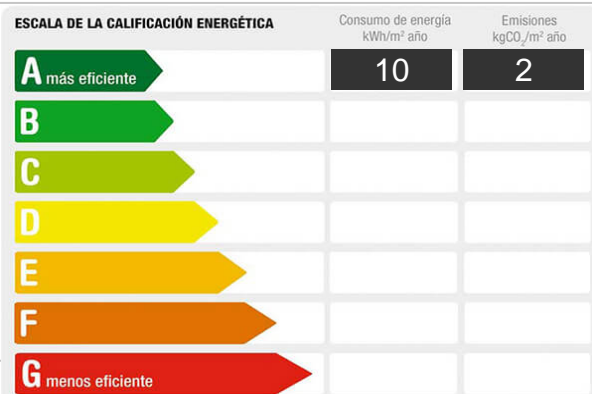 ESCALA DE LA CALIFICACIÓN ENERGÉTICA
Consumo de energía
kWh/m² año
Emisiones
kgCO₂/m² año
A más eficiente
10
2
B
C
D
E
F
G menos eficiente